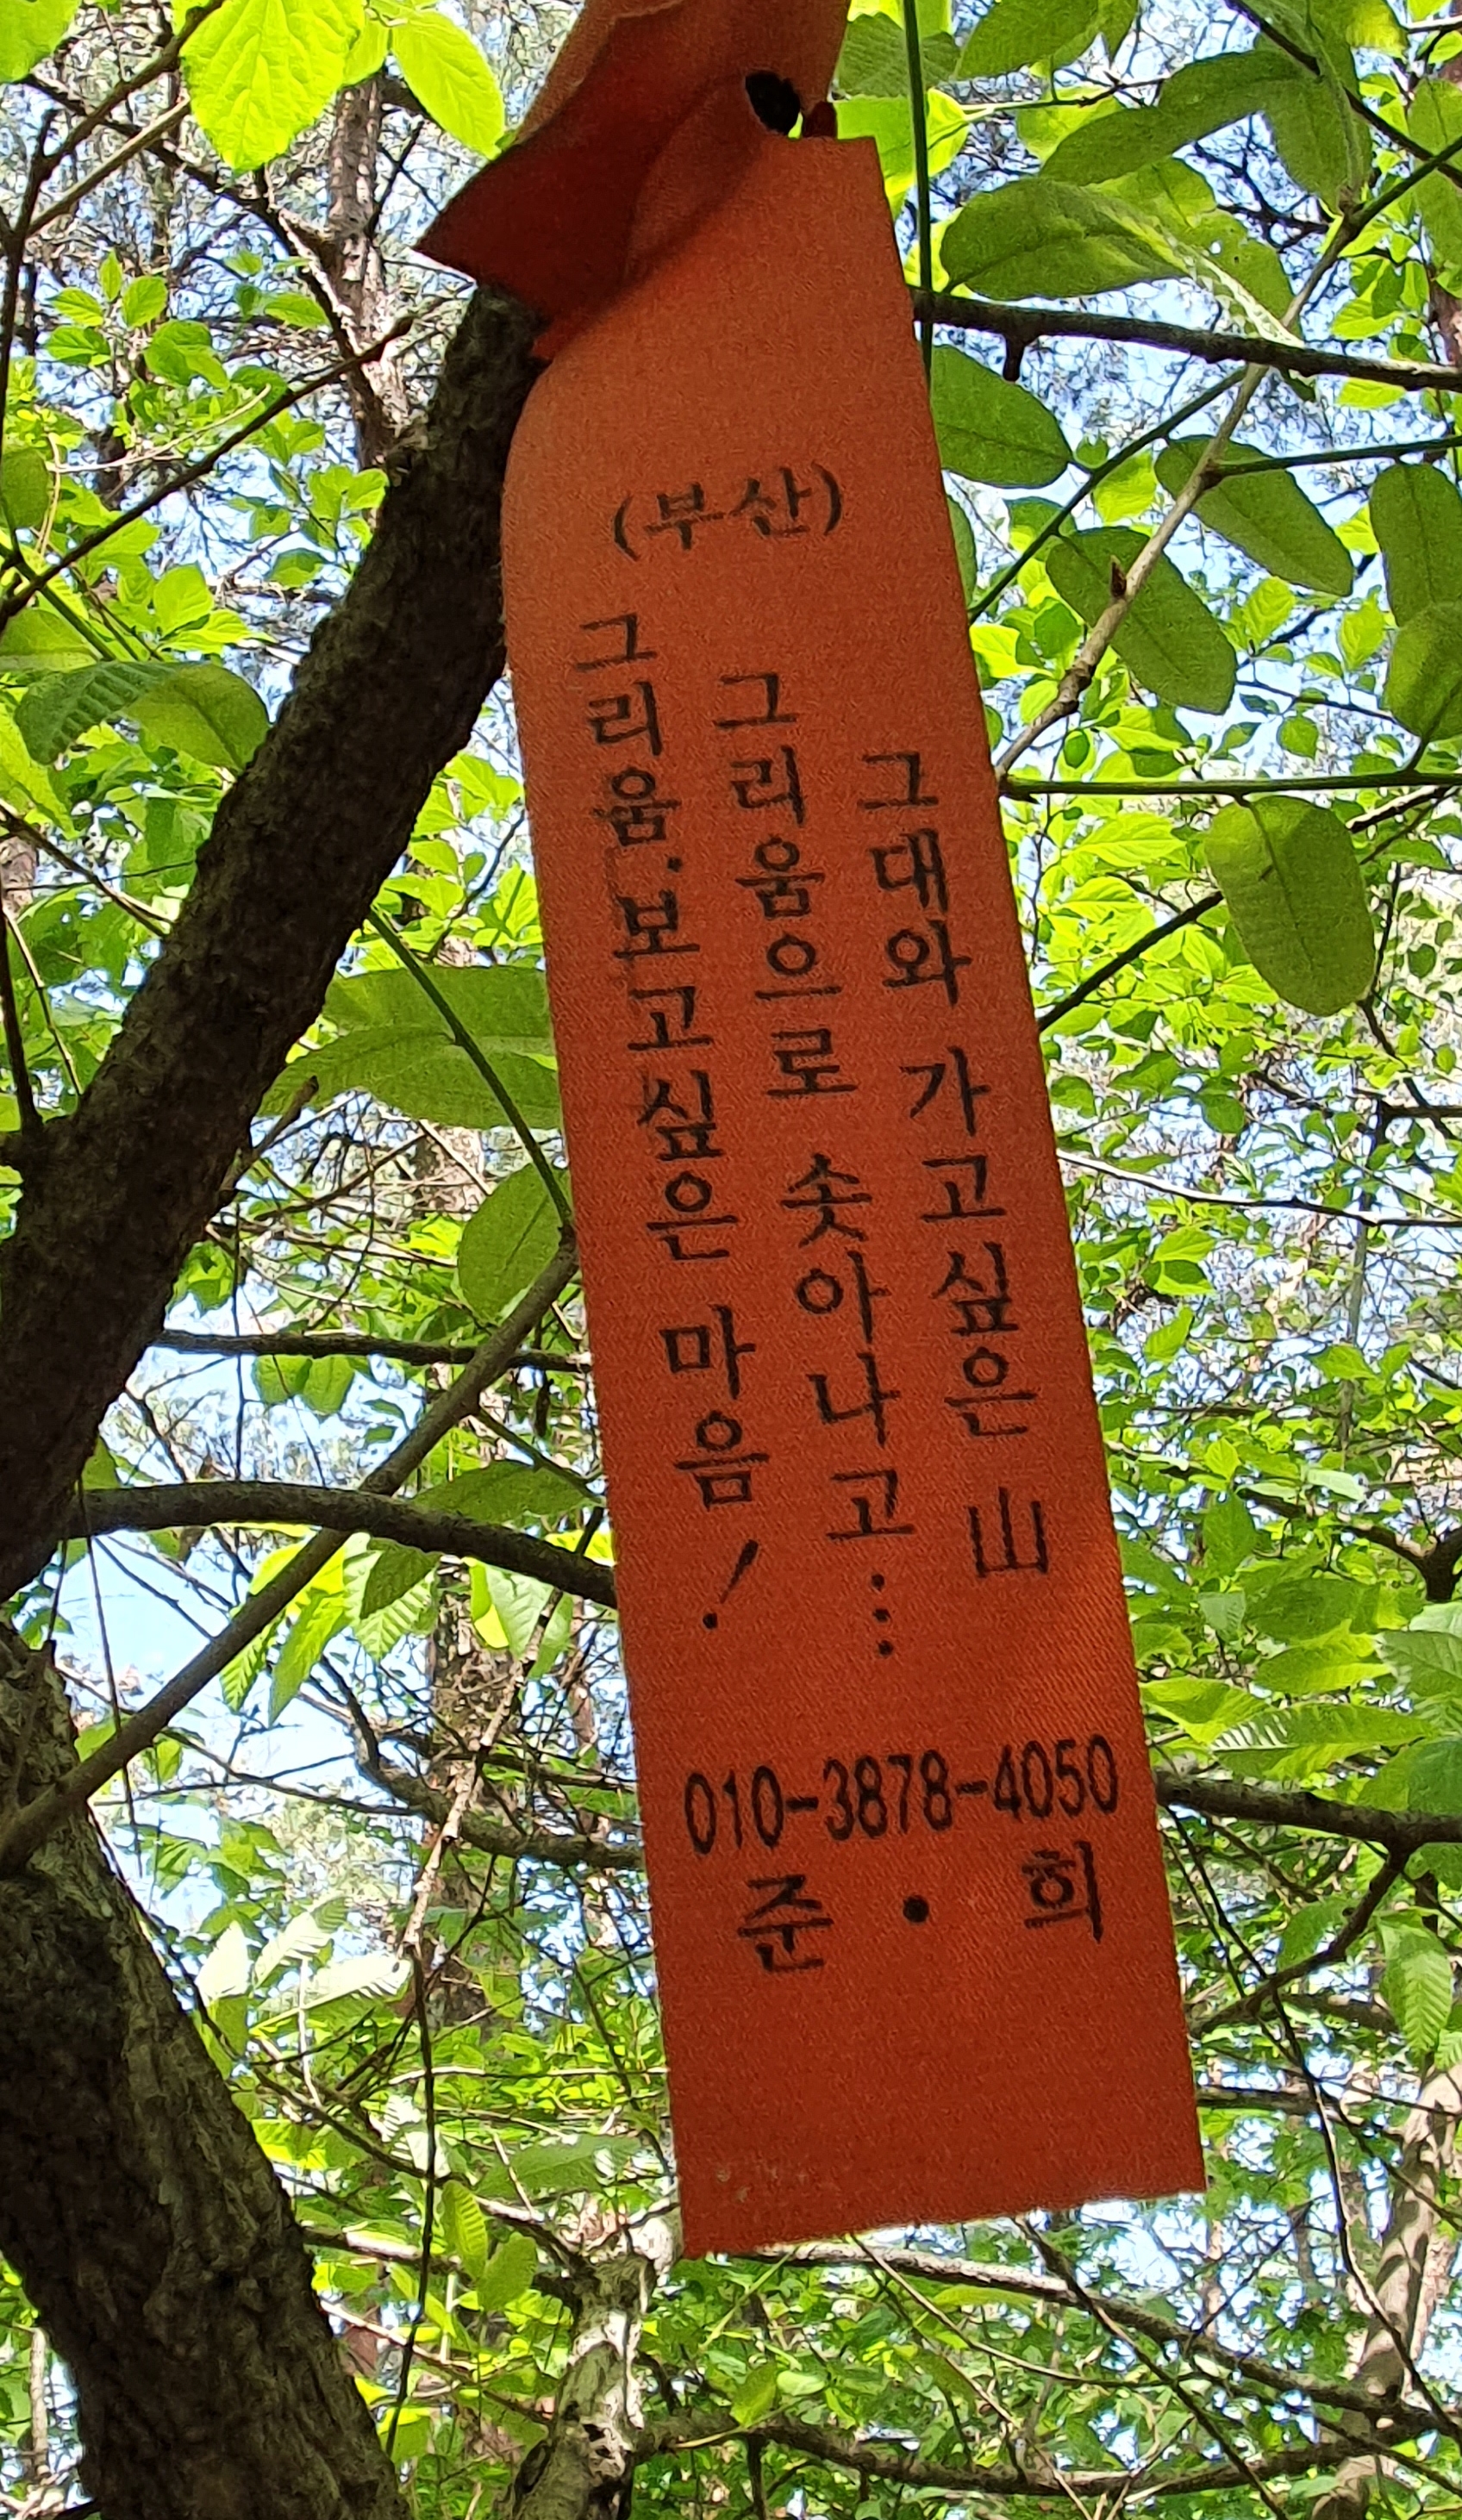 (부산)
그대와 가고싶은 山
그리움으로 솟아나고...
그리움.보고싶은 마음!
010-3878-4050
준 • 희